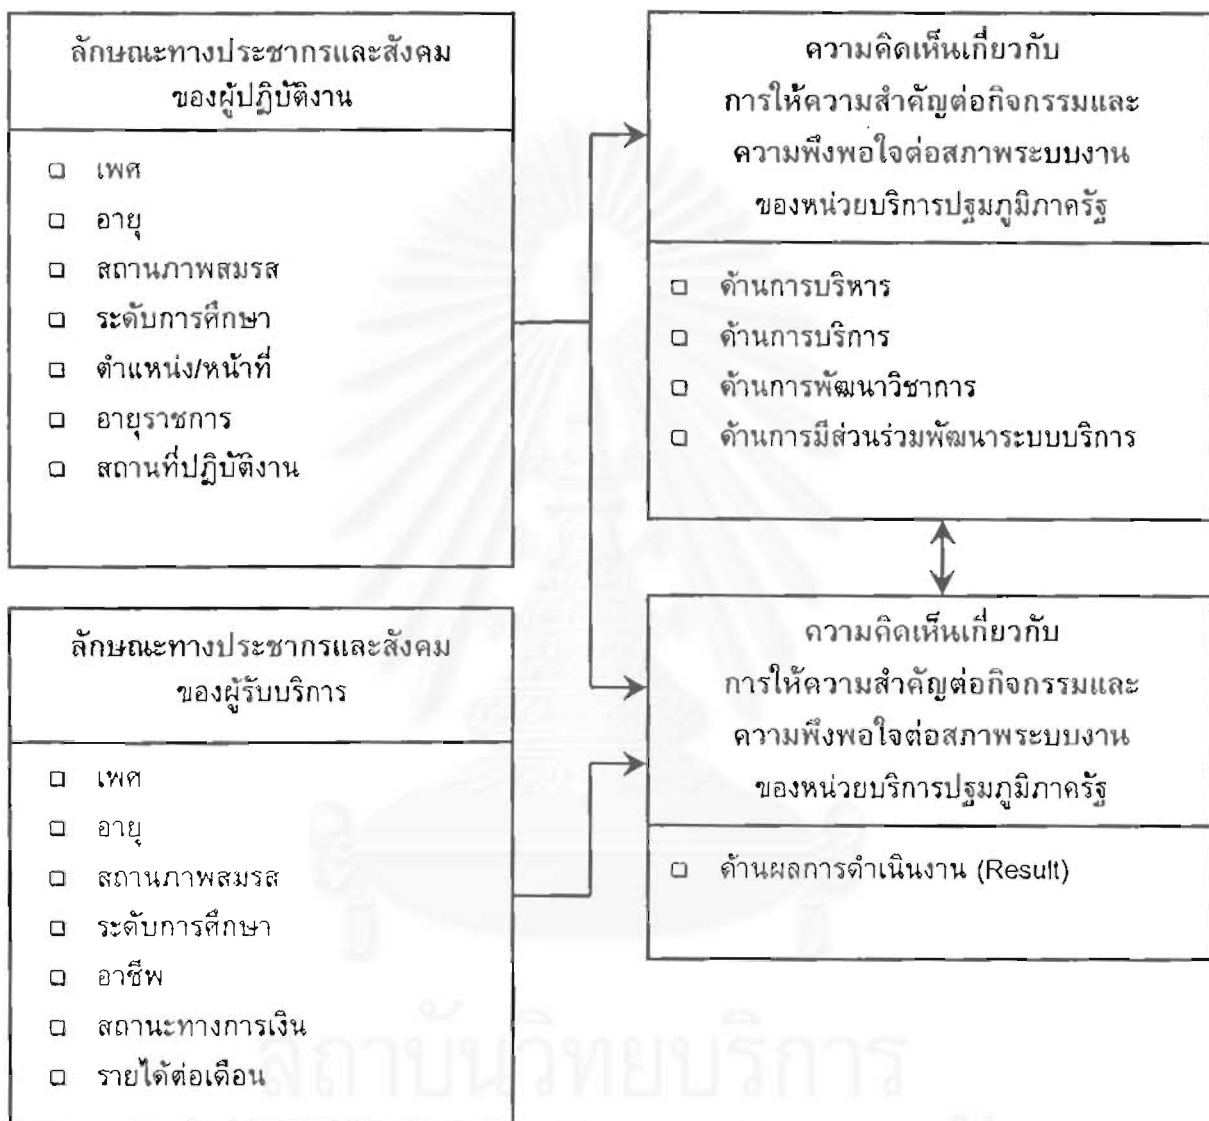 ลักษณะทางประชากรและสังคม
ของผู้ปฏิบัติงาน
เพศ
อายุ
สถานภาพสมรส
ระดับการศึกษา
ตำแหน่ง/หน้าที่
อายุราชการ
สถานที่ปฏิบัติงาน
ความคิดเห็นเกี่ยวกับ
การให้ความสำคัญต่อกิจกรรมและ
ความพึงพอใจต่อสภาพระบบงาน
ของหน่วยบริการปฐมภูมิภาครัฐ
ด้านการบริหาร
ด้านการบริการ
ด้านการพัฒนาวิชาการ
ด้านการมีส่วนร่วมพัฒนาระบบบริการ
ลักษณะทางประชากรและสังคม
ของผู้รับบริการ
เพศ
อายุ
สถานภาพสมรส
ระดับการศึกษา
อาชีพ
สถานะทางการเงิน
รายได้ต่อเดือน
ความคิดเห็นเกี่ยวกับ
การให้ความสำคัญต่อกิจกรรมและ
ความพึงพอใจต่อสภาพระบบงาน
ของหน่วยบริการปฐมภูมิภาครัฐ
ด้านผลการดำเนินงาน (Result)
สถาบันวิทยบริการ